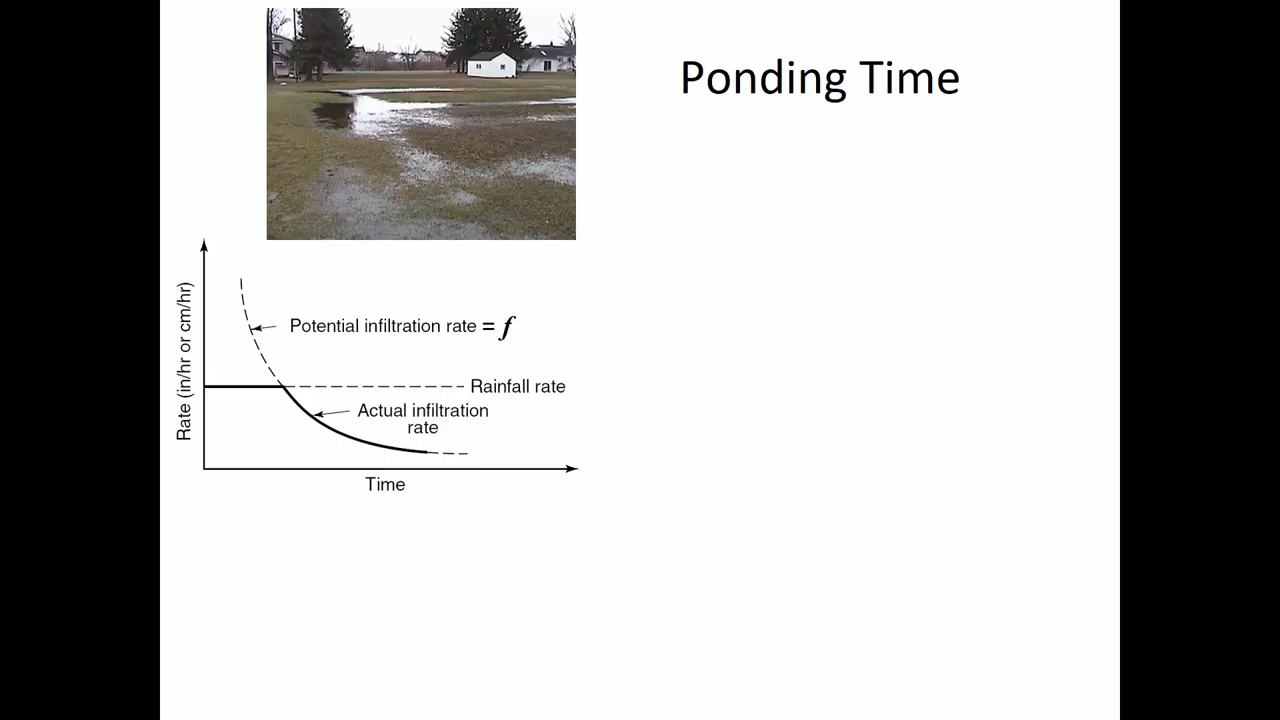 Ponding Time
Rate (in/hr or cm/hr)
Potential infiltration rate = f
Rainfall rate
Actual infiltration
rate
Time